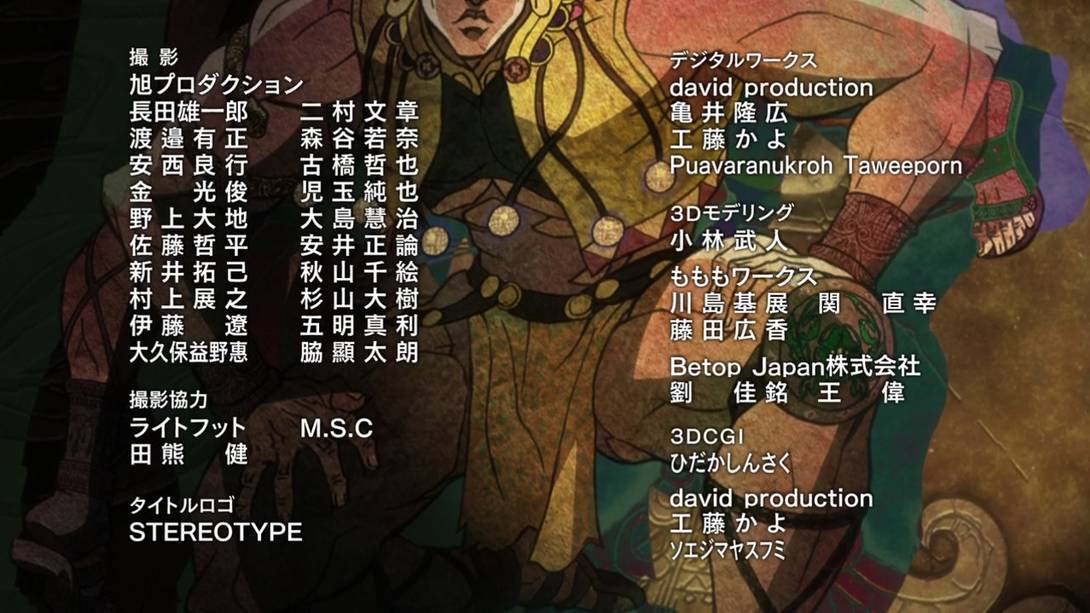 撮影
旭プロダクション
長田雄一郎 二村文章
渡邉有正 森谷若奈
安西良行 古橋哲也
金光俊 児玉純也
野上大地 大島慧治
佐藤哲平 安井正論
新井拓己 秋山千絵
村上展之 杉山大樹
伊藤遼 五明真利
大久保益野惠 脇顯太朗
撮影協力
ライトフット M.S.C
田熊健
タイトルロゴ
STEREOTYPE
デジタルワークス
david production
亀井隆広
工藤かよ
Puavaranukroh Taweeporn
3Dモデリング
小林武人
もももワークス
川島基展 関直幸
藤田広香
Betop Japan株式会社
劉佳銘 王偉
3DCGI
ひだかしんさく
david production
工藤かよ
ソエジマヤスフミ